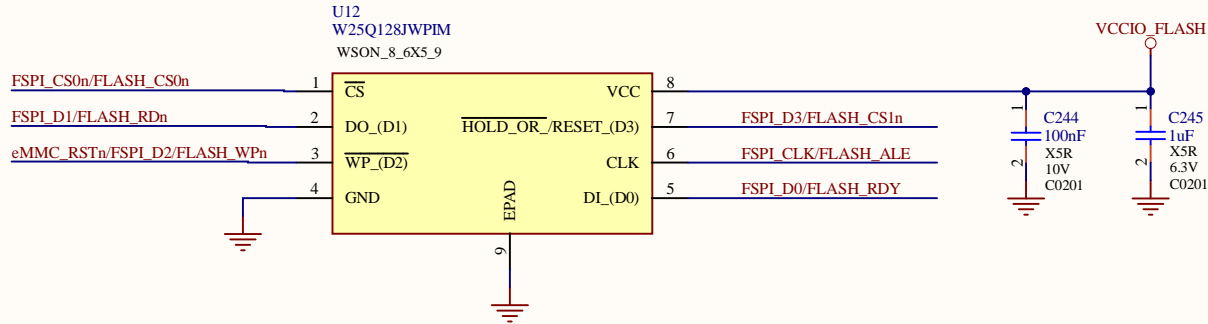 U12
W25Q128JWPIM
WSON_8_6X5_9
VCCIO_FLASH
FSPI_CS0n/FLASH_CS0n 1 CS VCC 8
FSPI_D1/FLASH_RDn 2 DO_(D1) HOLD_OR_/RESET_(D3) 7 FSPI_D3/FLASH_CS1n
eMMC_RSTn/FSPI_D2/FLASH_WPn 3 WP_(D2) CLK 6 FSPI_CLK/FLASH_ALE
4 GND DI_(D0) 5 FSPI_D0/FLASH_RDY
EPAD
9
1
2
C244
100nF
X5R
10V
C0201
1
2
C245
1uF
X5R
6.3V
C0201